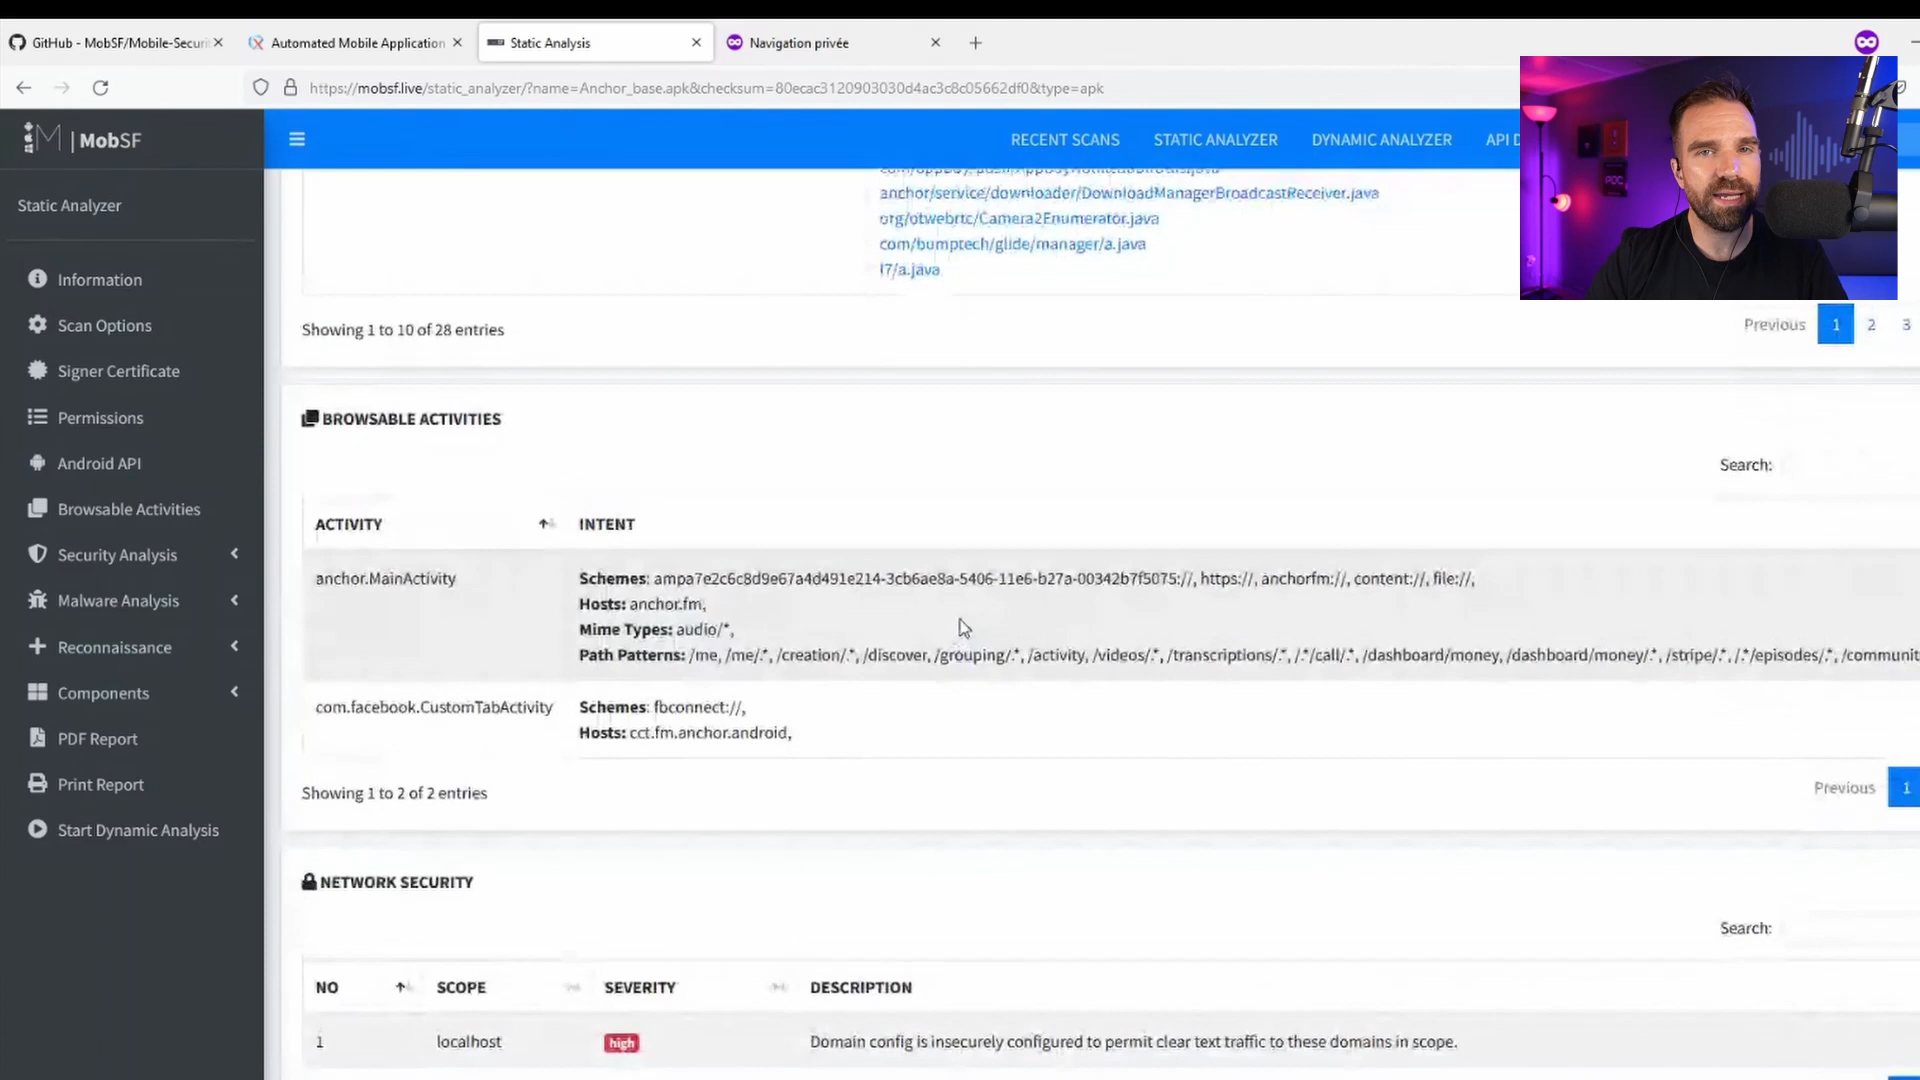 GitHub - MobSF/Mobile-Securi
Automated Mobile Application
Static Analysis
Navigation privée
https://mobsf.live/static_analyzer/?name=Anchor_base.apk&checksum=80ecac3120903030d4ac3c8c05662df0&type=apk
| MobSF
RECENT SCANS
STATIC ANALYZER
DYNAMIC ANALYZER
API D
Static Analyzer
Information
Scan Options
Signer Certificate
Permissions
Android API
Browsable Activities
Security Analysis
Malware Analysis
Reconnaissance
Components
PDF Report
Print Report
Start Dynamic Analysis
anchor/service/downloader/DownloadManagerBroadcastReceiver.java
org/otwebrtc/Camera2Enumerator.java
com/bumptech/glide/manager/a.java
l7/a.java
Showing 1 to 10 of 28 entries
Previous 1 2 3
BROWSABLE ACTIVITIES
Search:
ACTIVITY INTENT
anchor.MainActivity
Schemes: ampa7e2c6c8d9e67a4d491e214-3cb6ae8a-5406-11e6-b27a-00342b7f5075://, https://, anchorfm://, content://, file://,
Hosts: anchor.fm,
Mime Types: audio/*,
Path Patterns: /me, /me/.*, /creation/.*, /discover, /grouping/.*, /activity, /videos/.*, /transcriptions/.*, /.*/call/.*, /dashboard/money, /dashboard/money/.*, /stripe/.*, /.*/episodes/.*, /communit
com.facebook.CustomTabActivity
Schemes: fbconnect://,
Hosts: cct.fm.anchor.android,
Showing 1 to 2 of 2 entries
Previous 1
NETWORK SECURITY
Search:
NO SCOPE SEVERITY DESCRIPTION
1 localhost high Domain config is insecurely configured to permit clear text traffic to these domains in scope.